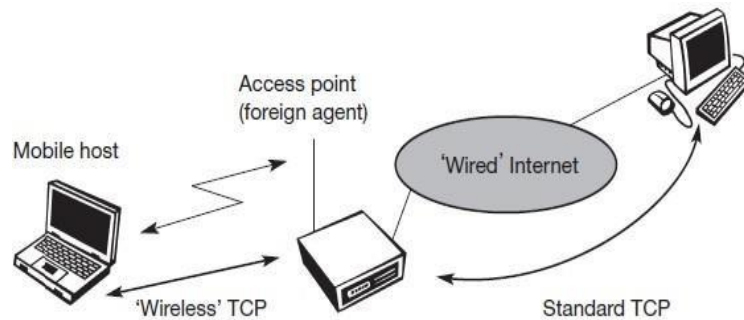 Access point
(foreign agent)
Mobile host
'Wired' Internet
'Wireless' TCP
Standard TCP